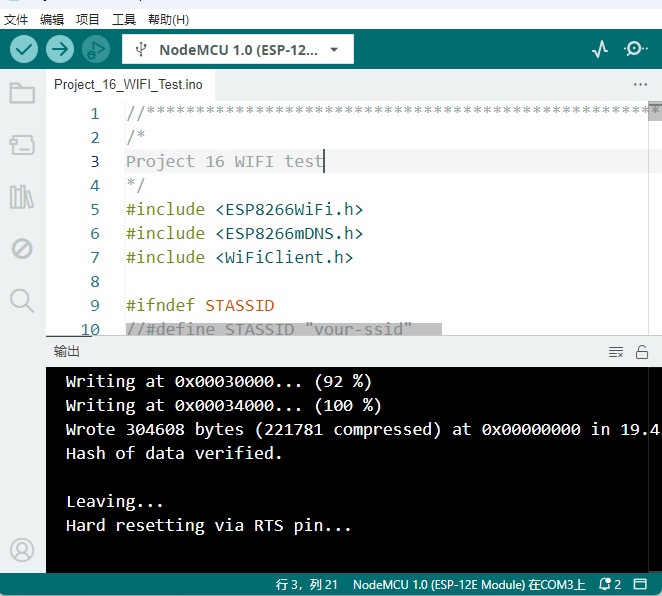 文件 编辑 项目 工具 帮助(H)
NodeMCU 1.0 (ESP-12...
Project_16_WIFI_Test.ino
...
1 //****************************************************
2 /*
3 Project 16 WIFI test
4 */
5 #include <ESP8266WiFi.h>
6 #include <ESP8266mDNS.h>
7 #include <WiFiClient.h>
8
9 #ifndef STASSID
10 //#define STASSID "your-ssid"
输出
Writing at 0x00030000... (92 %)
Writing at 0x00034000... (100 %)
Wrote 304608 bytes (221781 compressed) at 0x00000000 in 19.4
Hash of data verified.
Leaving...
Hard resetting via RTS pin...
行 3，列 21 NodeMCU 1.0 (ESP-12E Module) 在COM3上 2